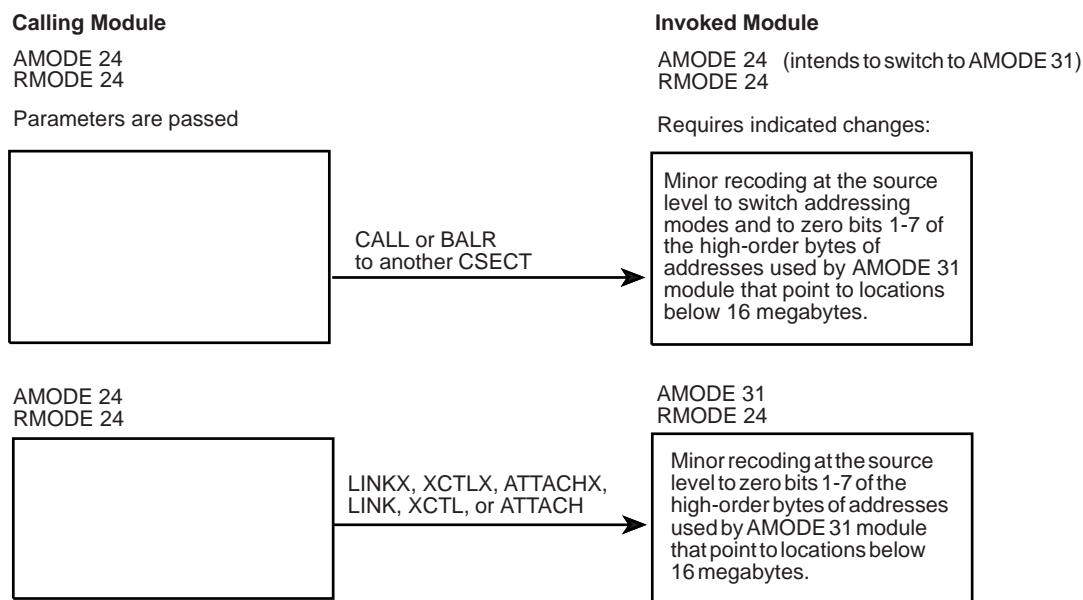 Calling Module
Invoked Module
AMODE 24
RMODE 24
AMODE 24 (intends to switch to AMODE 31)
RMODE 24
Parameters are passed
Requires indicated changes:
CALL or BALR
to another CSECT
Minor recoding at the source
level to switch addressing
modes and to zero bits 1-7 of
the high-order bytes of
addresses used by AMODE 31
module that point to locations
below 16 megabytes.
AMODE 24
RMODE 24
AMODE 31
RMODE 24
LINKX, XCTLX, ATTACHX,
LINK, XCTL, or ATTACH
Minor recoding at the source
level to zero bits 1-7 of the
high-order bytes of addresses
used by AMODE 31 module
that point to locations below
16 megabytes.